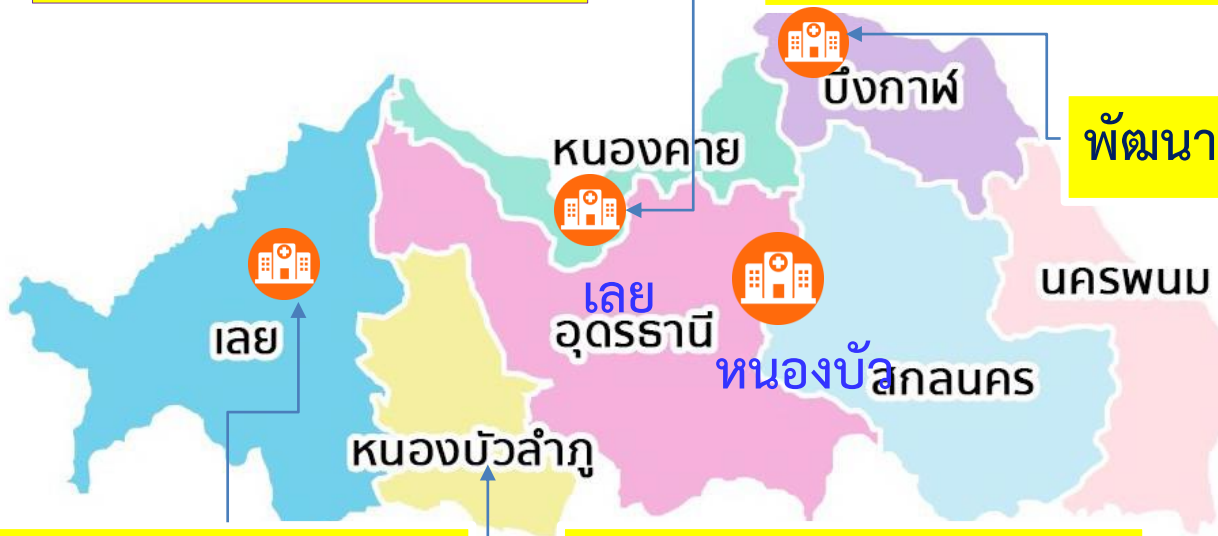 บึงกาฬ
พัฒนา
หนองคาย
นครพนม
เลย
เลย
อุดรธานี
หนองบัว
สกลนคร
หนองบัวลำภู